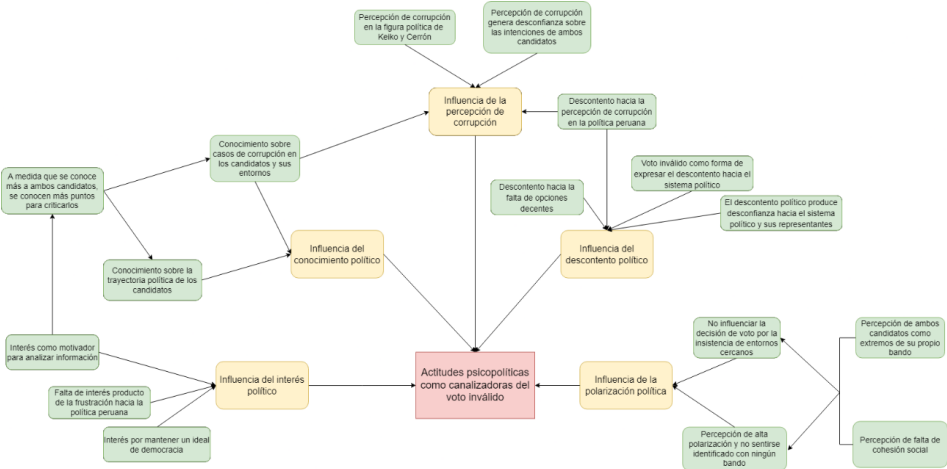 Percepción de corrupción
en la figura política de
Keiko y Cerrón
Percepción de corrupción
genera desconfianza sobre
las intenciones de ambos
candidatos
Influencia de la
percepción de
corrupción
Descontento hacia la
percepción de corrupción
en la política peruana
Conocimiento sobre
casos de corrupción en
los candidatos y sus
entornos
A medida que se conoce
más a ambos candidatos,
se conocen más puntos
para criticarlos
Voto inválido como forma de
expresar el descontento hacia el
sistema político
Descontento hacia la
falta de opciones
decentes
El descontento político produce
desconfianza hacia el sistema
político y sus representantes
Influencia del
conocimiento político
Influencia del
descontento político
Conocimiento sobre la
trayectoria política de los
candidatos
Interés como motivador
para analizar información
No influenciar la
decisión de voto por la
insistencia de entornos
cercanos
Percepción de ambos
candidatos como
extremos de su propio
bando
Influencia del interés
político
Actitudes psicopolíticas
como canalizadoras del
voto inválido
Influencia de la
polarización política
Falta de interés producto
de la frustración hacia la
política peruana
Interés por mantener un
ideal de
democracia
Percepción de alta
polarización y no sentirse
identificado con ningún
bando
Percepción de falta de
cohesión social